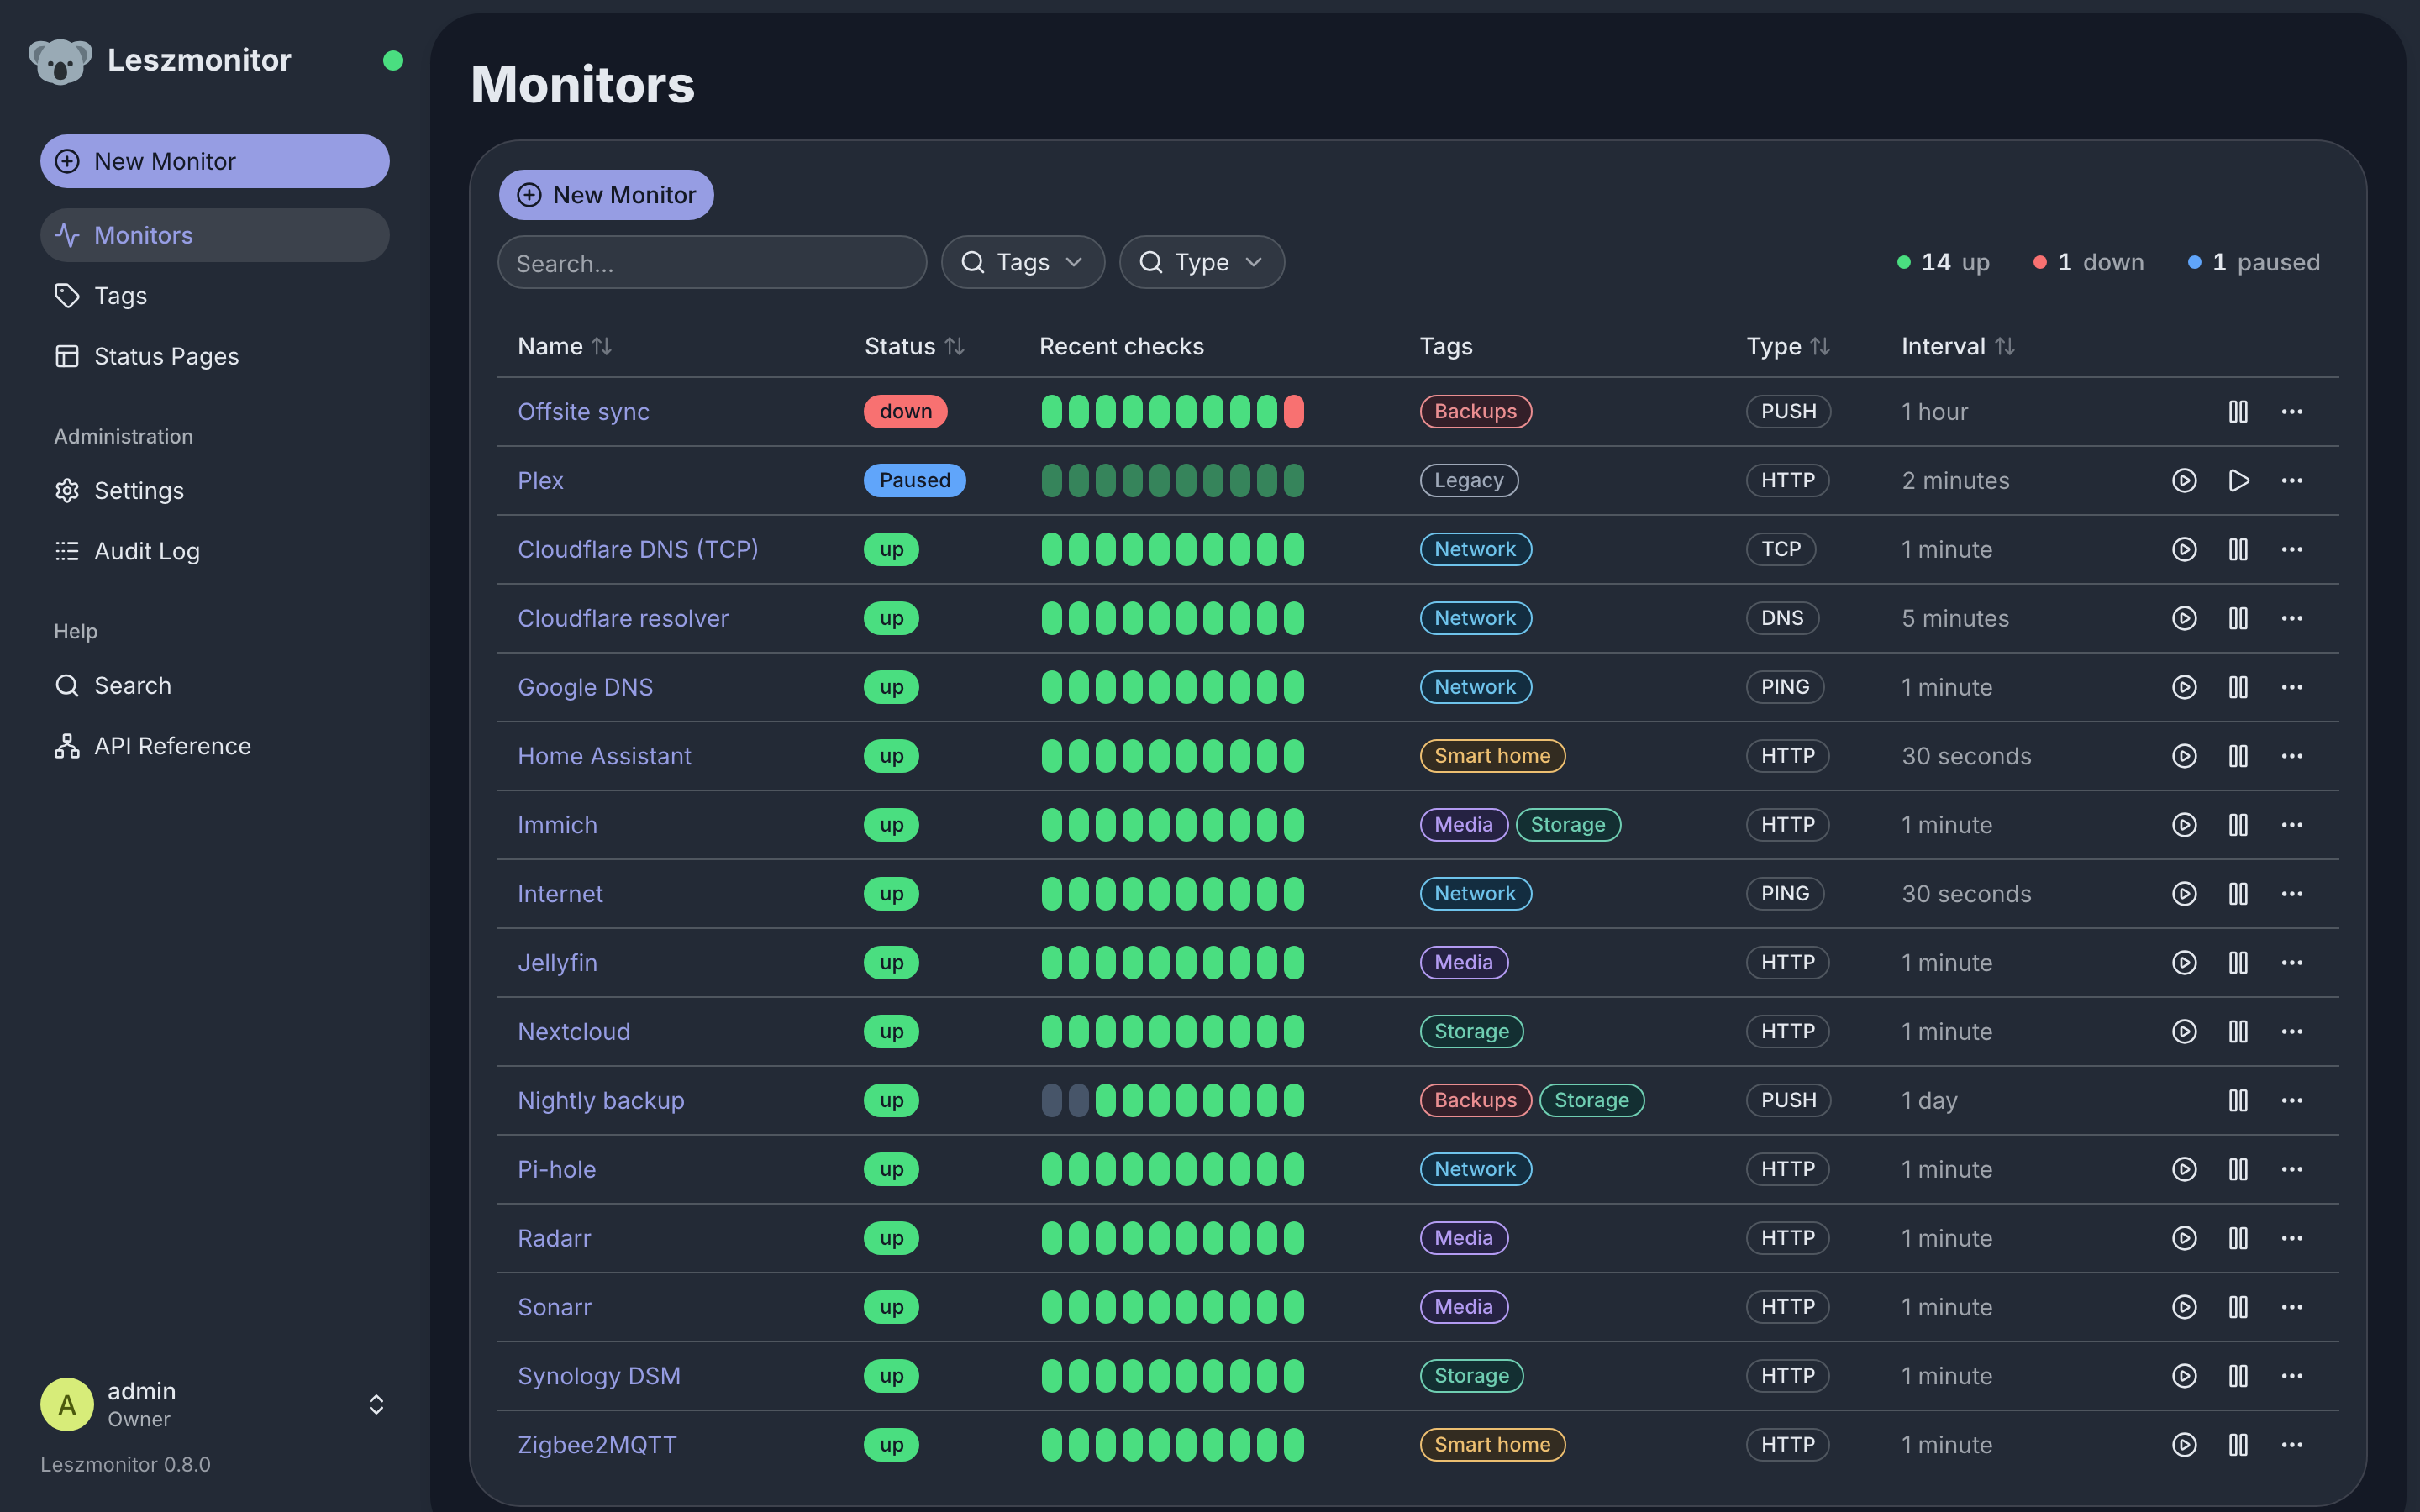 Leszmonitor
New Monitor
Monitors
Tags
Status Pages
Administration
Settings
Audit Log
Help
Search
API Reference
A
admin
Owner
Leszmonitor 0.8.0
Monitors
New Monitor
Search... Tags Type 14 up 1 down 1 paused
Name Status Recent checks Tags Type Interval
Offsite sync down Backups PUSH 1 hour
Plex Paused Legacy HTTP 2 minutes
Cloudflare DNS (TCP) up Network TCP 1 minute
Cloudflare resolver up Network DNS 5 minutes
Google DNS up Network PING 1 minute
Home Assistant up Smart home HTTP 30 seconds
Immich up Media Storage HTTP 1 minute
Internet up Network PING 30 seconds
Jellyfin up Media HTTP 1 minute
Nextcloud up Storage HTTP 1 minute
Nightly backup up Backups Storage PUSH 1 day
Pi-hole up Network HTTP 1 minute
Radarr up Media HTTP 1 minute
Sonarr up Media HTTP 1 minute
Synology DSM up Storage HTTP 1 minute
Zigbee2MQTT up Smart home HTTP 1 minute